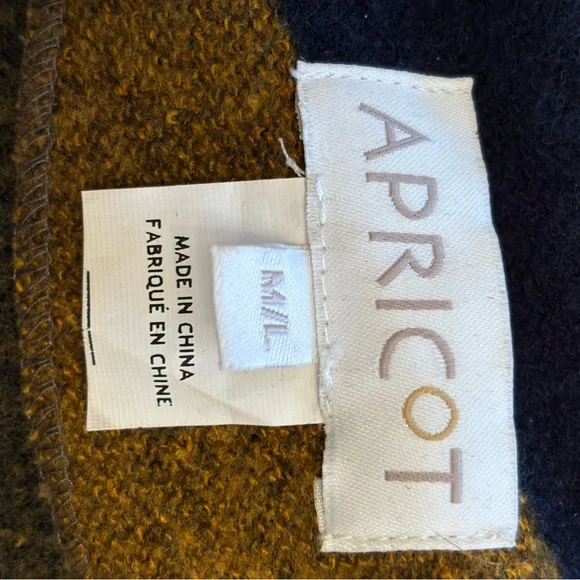 APRICOT
M/L
MADE IN CHINA
FABRIQUÉ EN CHINE